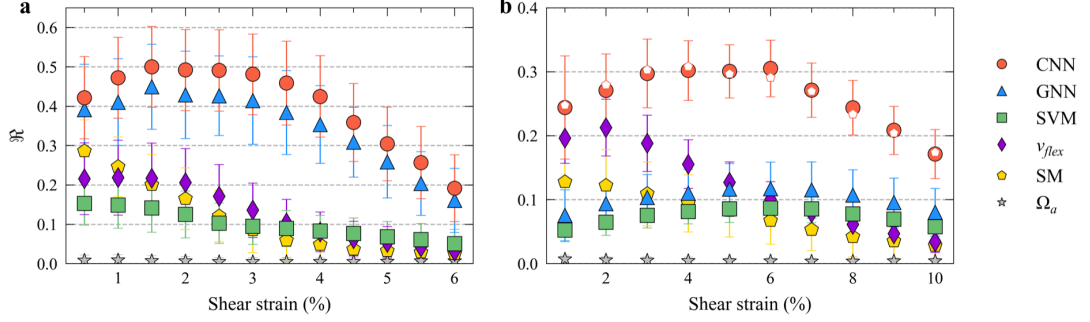 a
b
0.6
0.5
0.4
0.3
0.2
0.1
0.0
ℜ
1
2
3
4
5
6
Shear strain (%)
0.4
0.3
0.2
0.1
0.0
2
4
6
8
10
Shear strain (%)
CNN
GNN
SVM
v_flex
SM
Ω_a